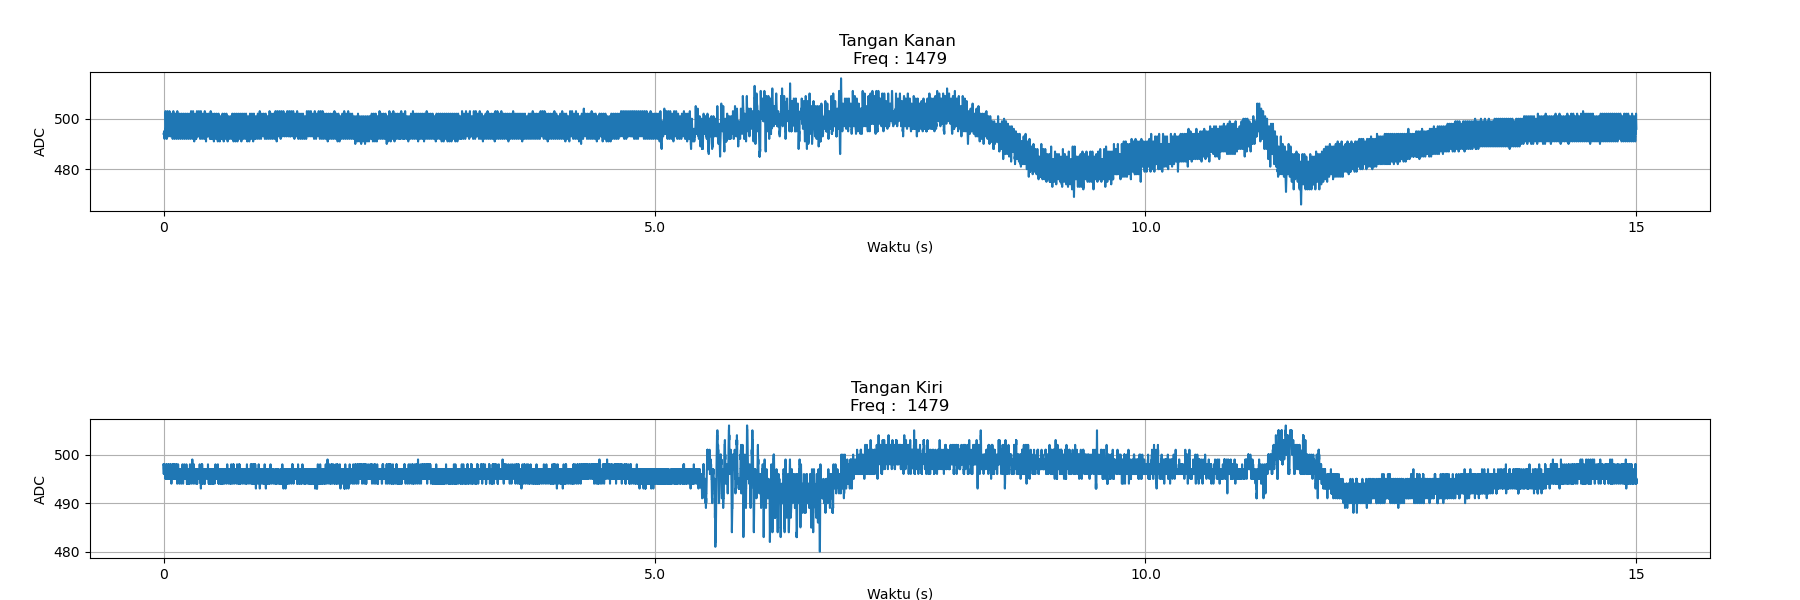 Tangan Kanan
Freq : 1479
500
480
ADC
0 5.0 10.0 15
Waktu (s)
Tangan Kiri
Freq :  1479
500
490
480
ADC
0 5.0 10.0 15
Waktu (s)